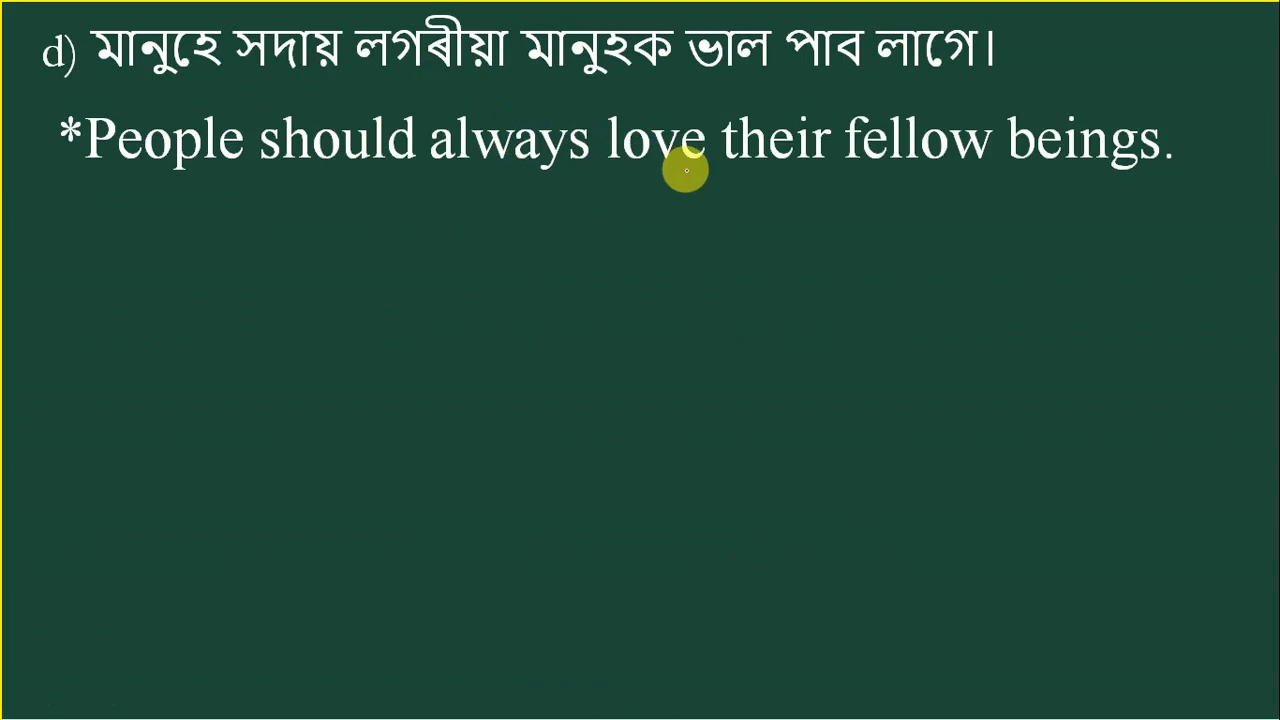 d) মানুহে সদায় লগৰীয়া মানুহক ভাল পাব লাগে।
*People should always love their fellow beings.